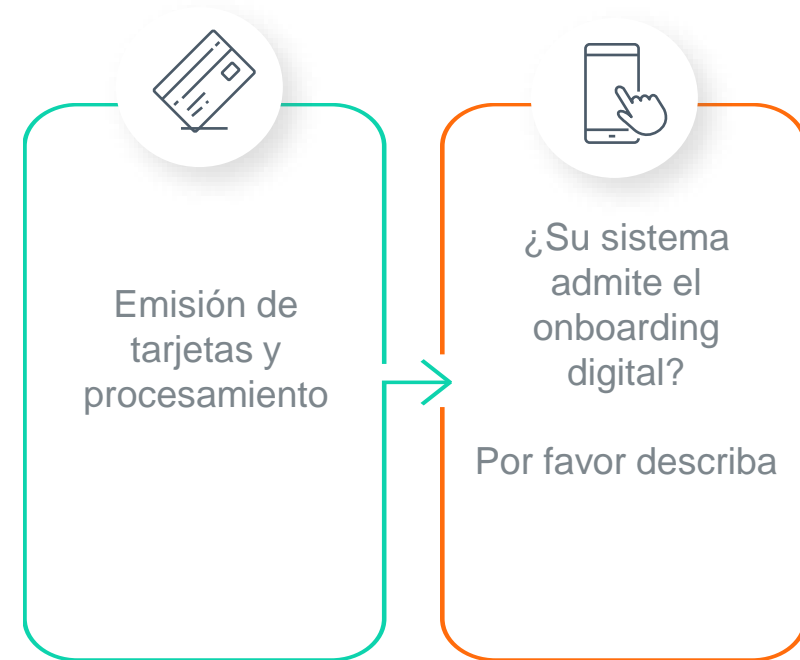 Emisión de
tarjetas y
procesamiento
¿Su sistema
admite el
onboarding
digital?
Por favor describa